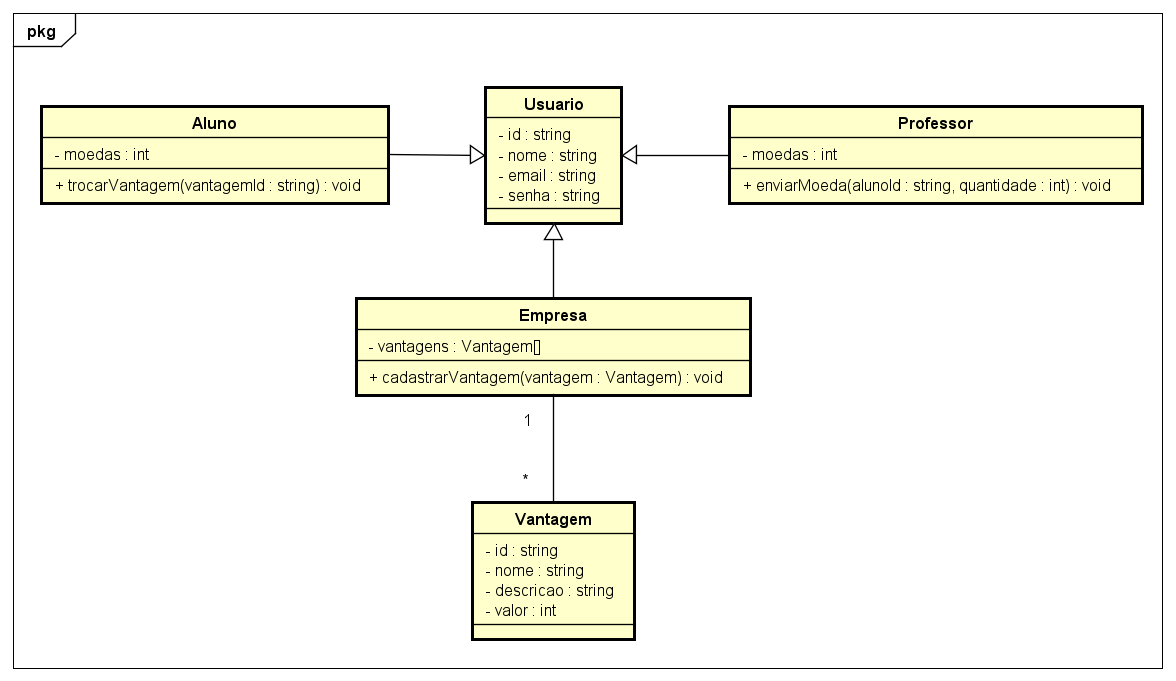 pkg
Aluno
- moedas : int
+ trocarVantagem(vantagemId : string) : void
Usuario
- id : string
- nome : string
- email : string
- senha : string
Professor
- moedas : int
+ enviarMoeda(alunoId : string, quantidade : int) : void
Empresa
- vantagens : Vantagem[]
+ cadastrarVantagem(vantagem : Vantagem) : void
1
*
Vantagem
- id : string
- nome : string
- descricao : string
- valor : int